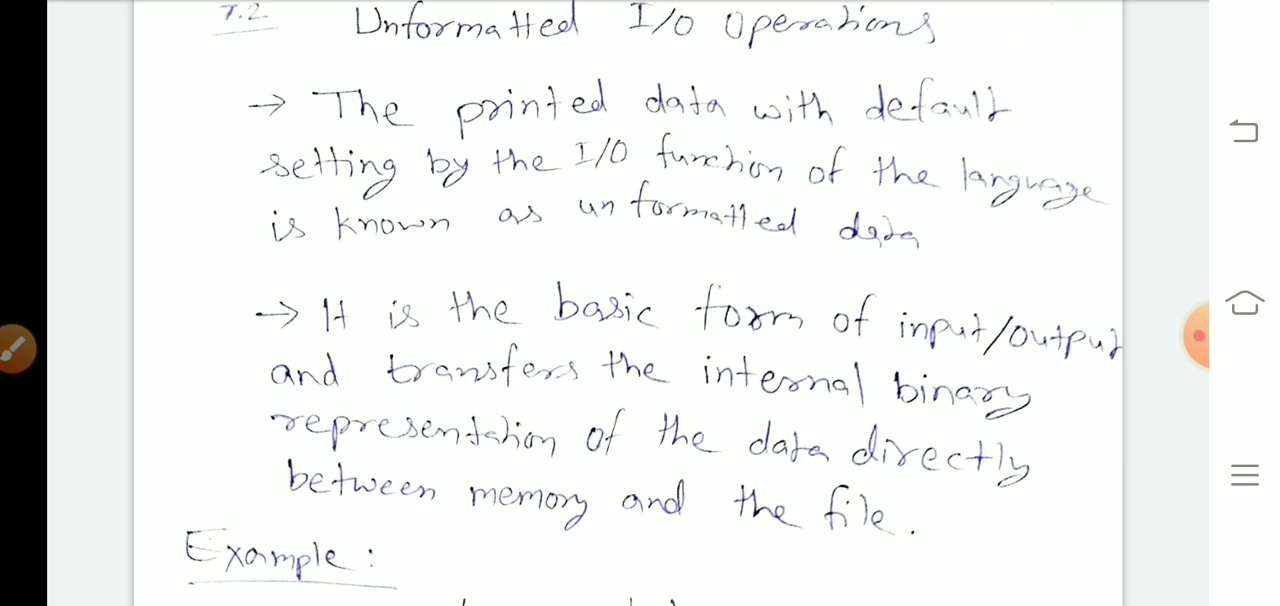 7.2 Unformatted I/O Operations
→ The printed data with default
setting by the I/O function of the language
is known as unformatted data
→ It is the basic form of input/output
and transfers the internal binary
representation of the data directly
between memory and the file.
Example: